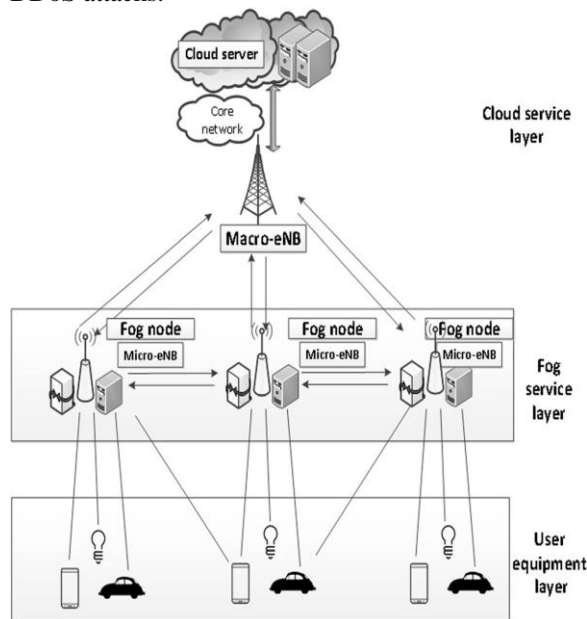 DDoS attacks.
Cloud server
Core
network
Cloud service
layer
Macro-eNB
Fog node
Micro-eNB
Fog node
Micro-eNB
Fog node
Micro-eNB
Fog
service
layer
User
equipment
layer